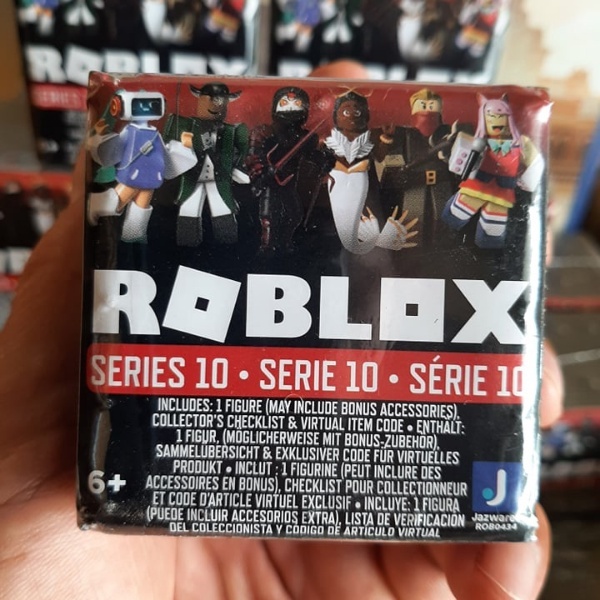 ROBLOX
SERIES
ROBLOX
SERIES 10 • SERIE 10 • SÉRIE 10
INCLUDES: 1 FIGURE (MAY INCLUDE BONUS ACCESSORIES),
COLLECTOR'S CHECKLIST & VIRTUAL ITEM CODE • ENTHALT:
1 FIGUR, (MÖGLICHERWEISE MIT BONUS-ZUBEHÖR),
SAMMELÜBERSICHT & EXKLUSIVER CODE FÜR VIRTUELLES
PRODUKT • INCLUT : 1 FIGURINE (PEUT INCLURE DES
ACCESSOIRES EN BONUS), CHECKLIST POUR COLLECTIONNEUR
ET CODE D'ARTICLE VIRTUEL EXCLUSIF • INCLUYE: 1 FIGURA
(PUEDE INCLUIR ACCESORIOS EXTRA), LISTA DE VERIFICACIÓN
DEL COLECCIONISTA Y CÓDIGO DE ARTÍCULO VIRTUAL
6+
J
Jazwares
ROB0434